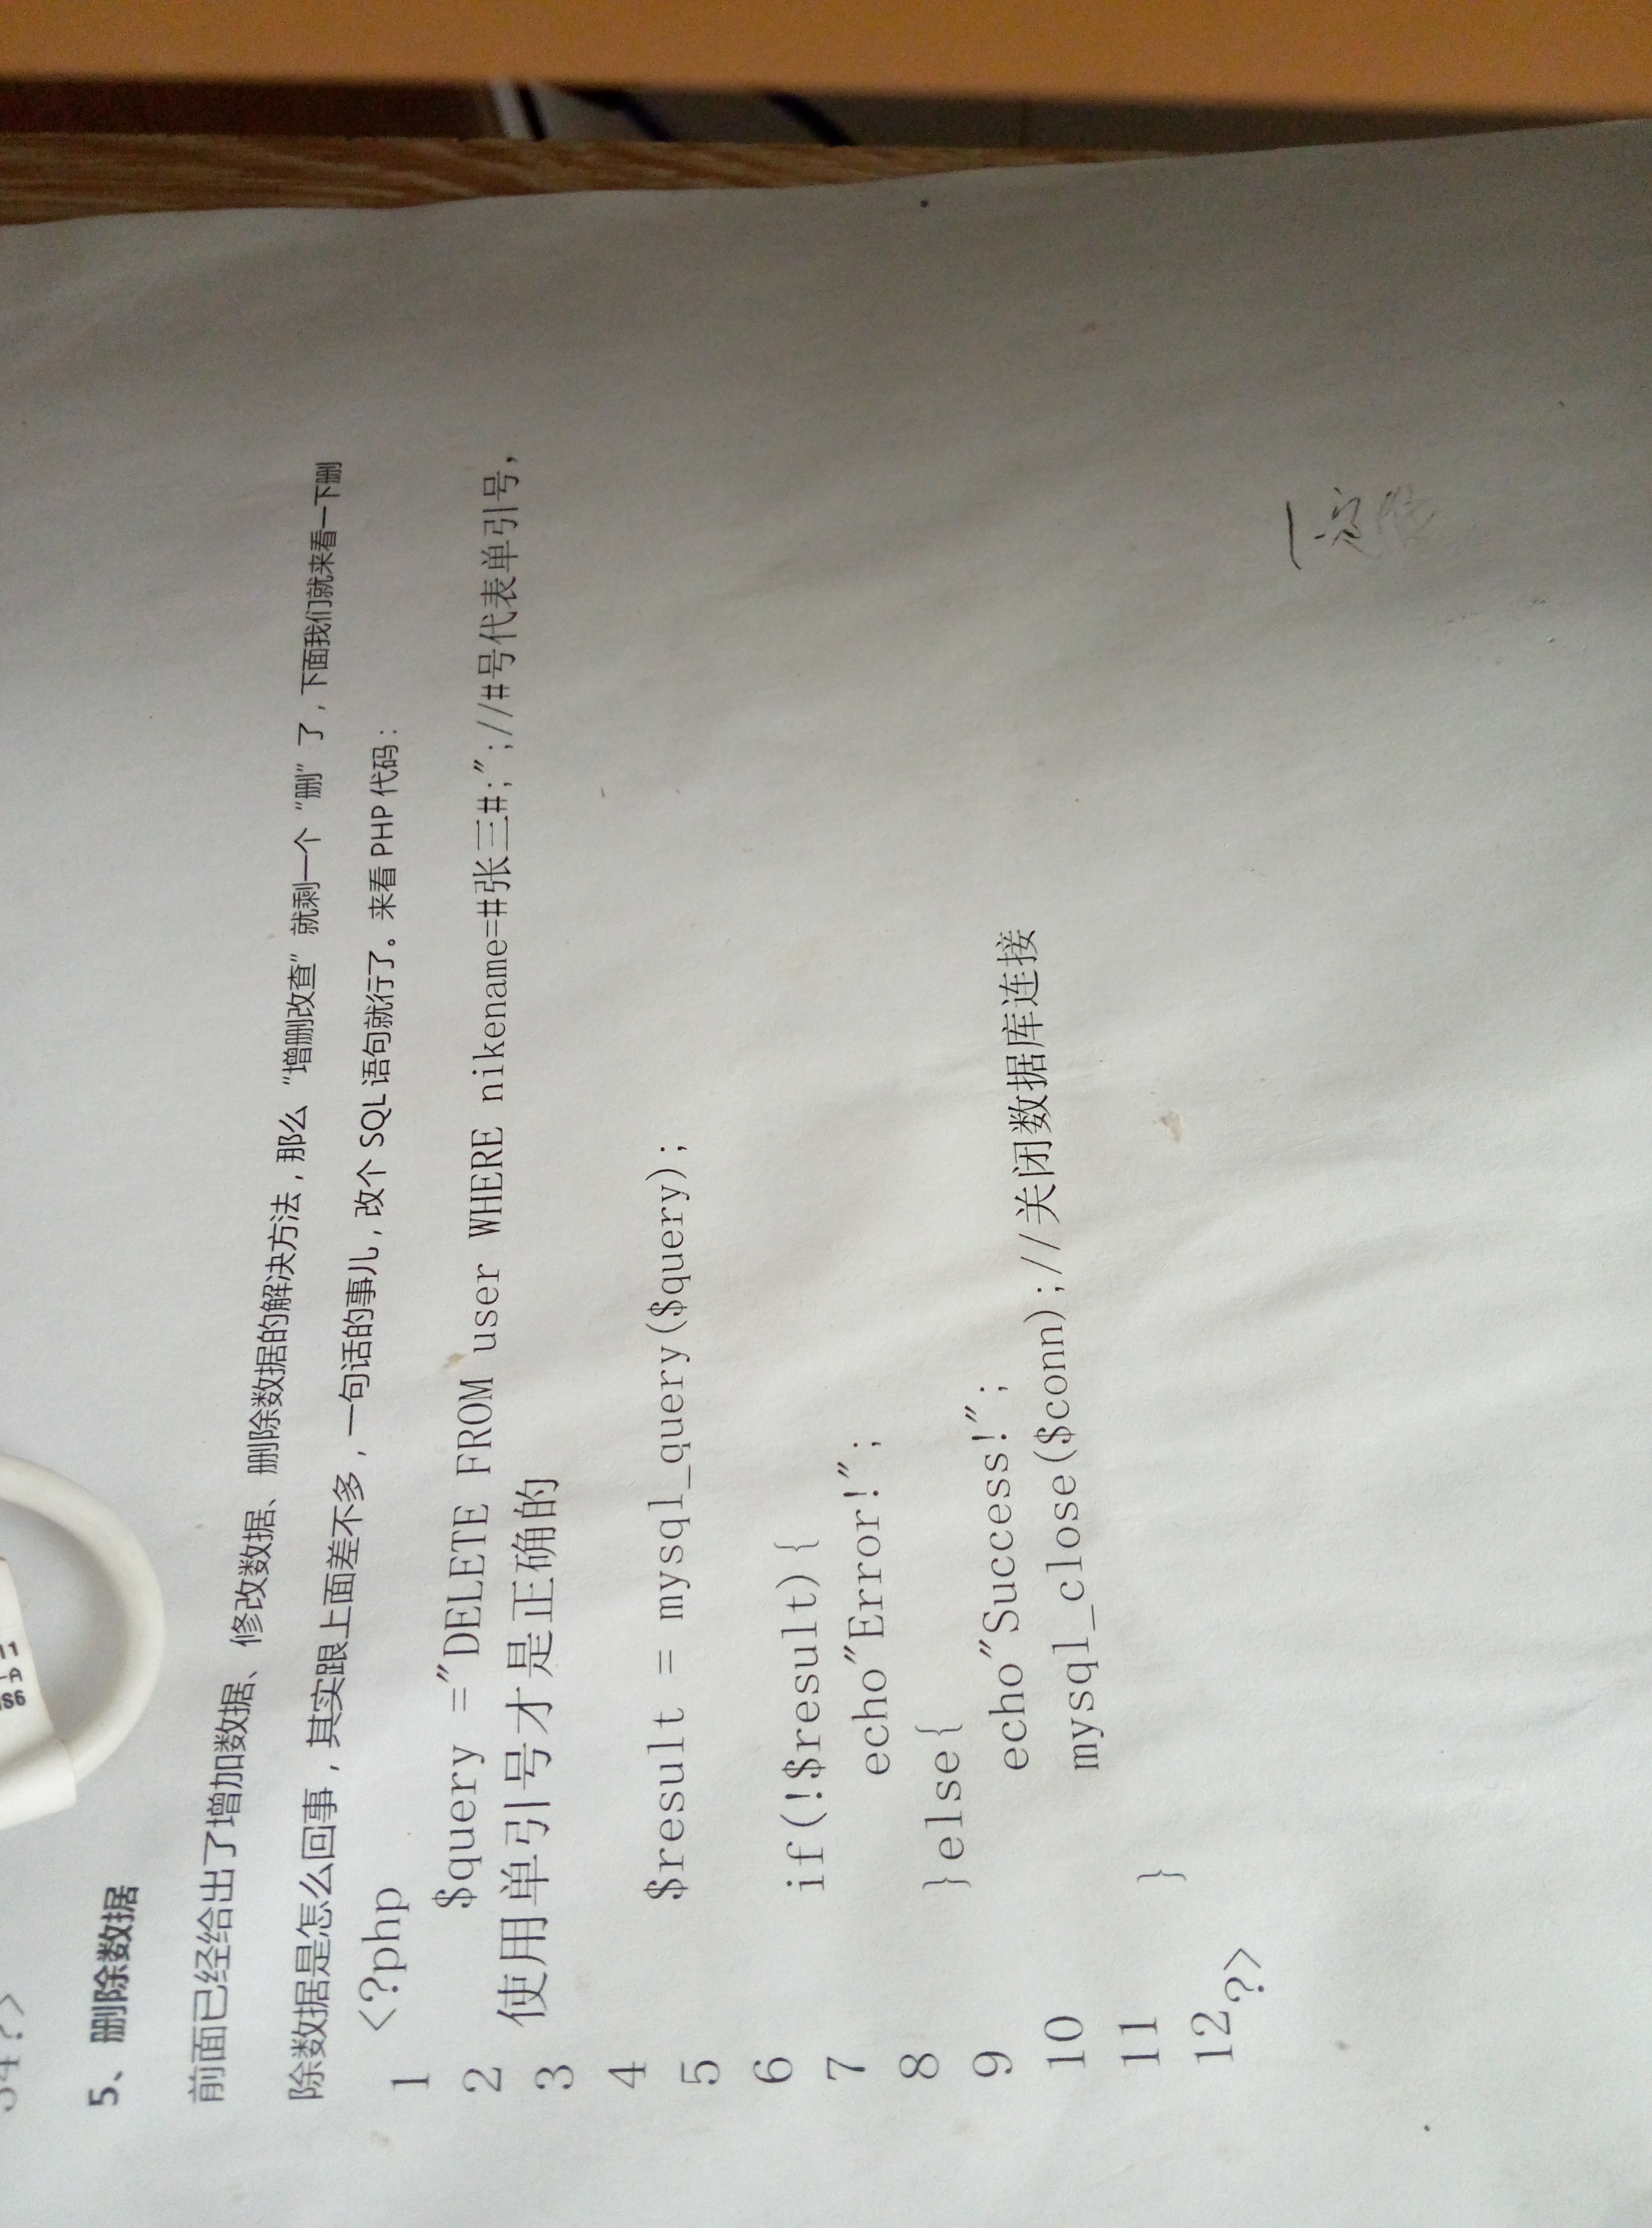 5、删除数据
前面已经给出了增加数据、修改数据、删除数据的解决方法，那么“增删改查”就剩一个“删”了，下面我们就来看一下删
除数据是怎么回事，其实跟上面差不多，一句话的事儿，改个 SQL 语句就行了。来看 PHP 代码：
1 <?php
2 $query ="DELETE FROM user WHERE nikename=#张三#;";//#号代表单引号，
3 使用单引号才是正确的
4
5 $result = mysql_query($query);
6
7 if(!$result){
8 echo"Error!";
9 }else{
10 echo"Success!";
11 mysql_close($conn);//关闭数据库连接
12 }
?>